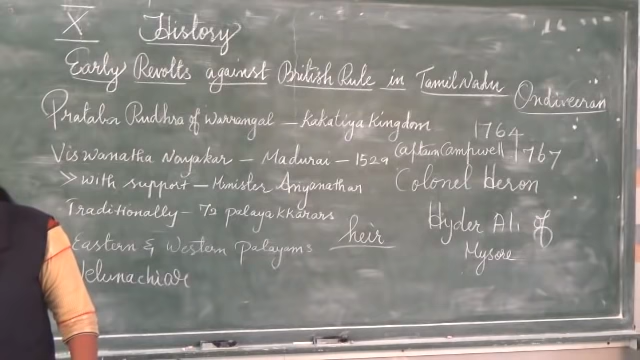 X History
Early Revolts against British Rule in Tamil Nadu
Ondiveeran
Prataba Rudhra of Warrangal – Kakatiya Kingdom
1764
Viswanatha Nayakar – Madurai – 1529
Captain Campwell
1767
>> With support – Minister Ariyanathar
Colonel Heron
Traditionally – 72 palayakkarars
Hyder Ali of
Mysore
Eastern & Western Palayams
heir
Velunachiar